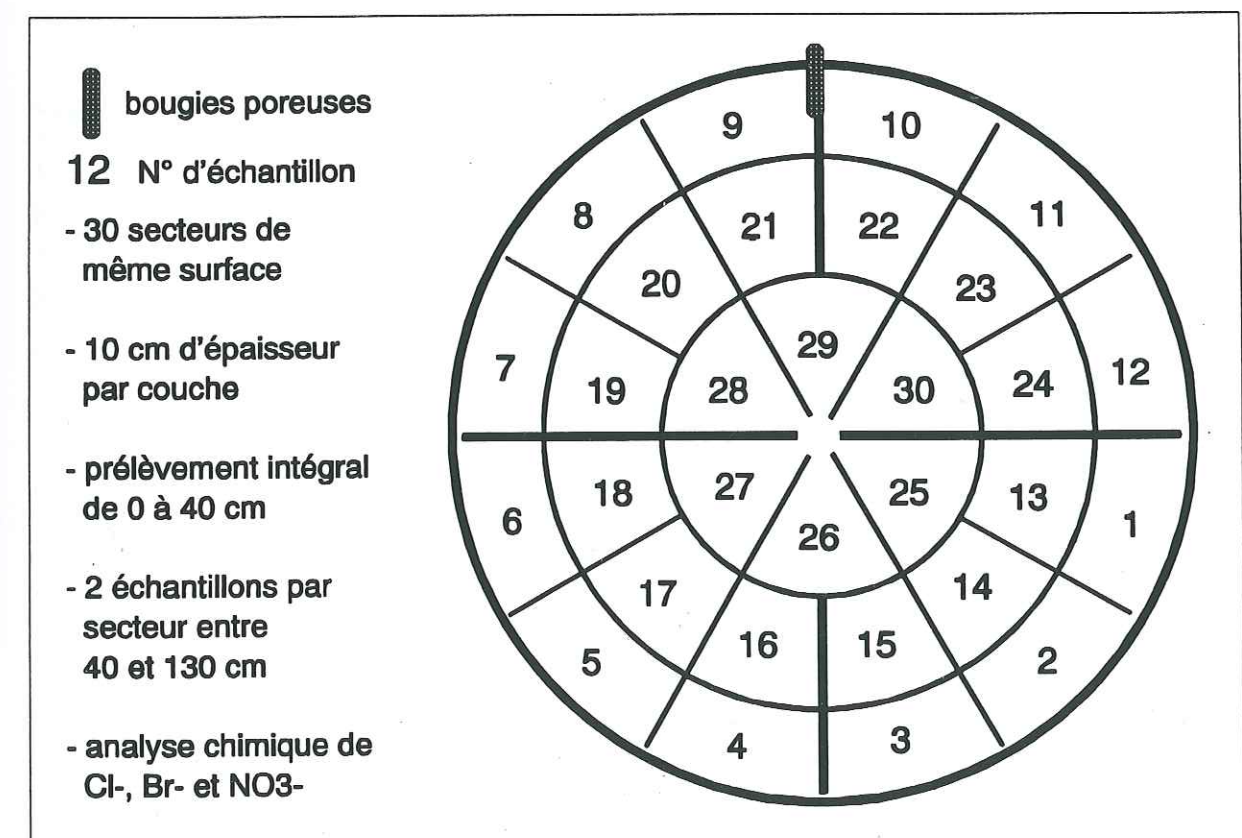 bougies poreuses
12 N° d'échantillon
- 30 secteurs de
même surface
- 10 cm d'épaisseur
par couche
- prélèvement intégral
de 0 à 40 cm
- 2 échantillons par
secteur entre
40 et 130 cm
- analyse chimique de
Cl-, Br- et NO3-
9 10
8 11
21 22
20 23
29
7 19 28 30 24 12
6 18 27 25 13 1
26
17 14
16 15
5 2
4 3